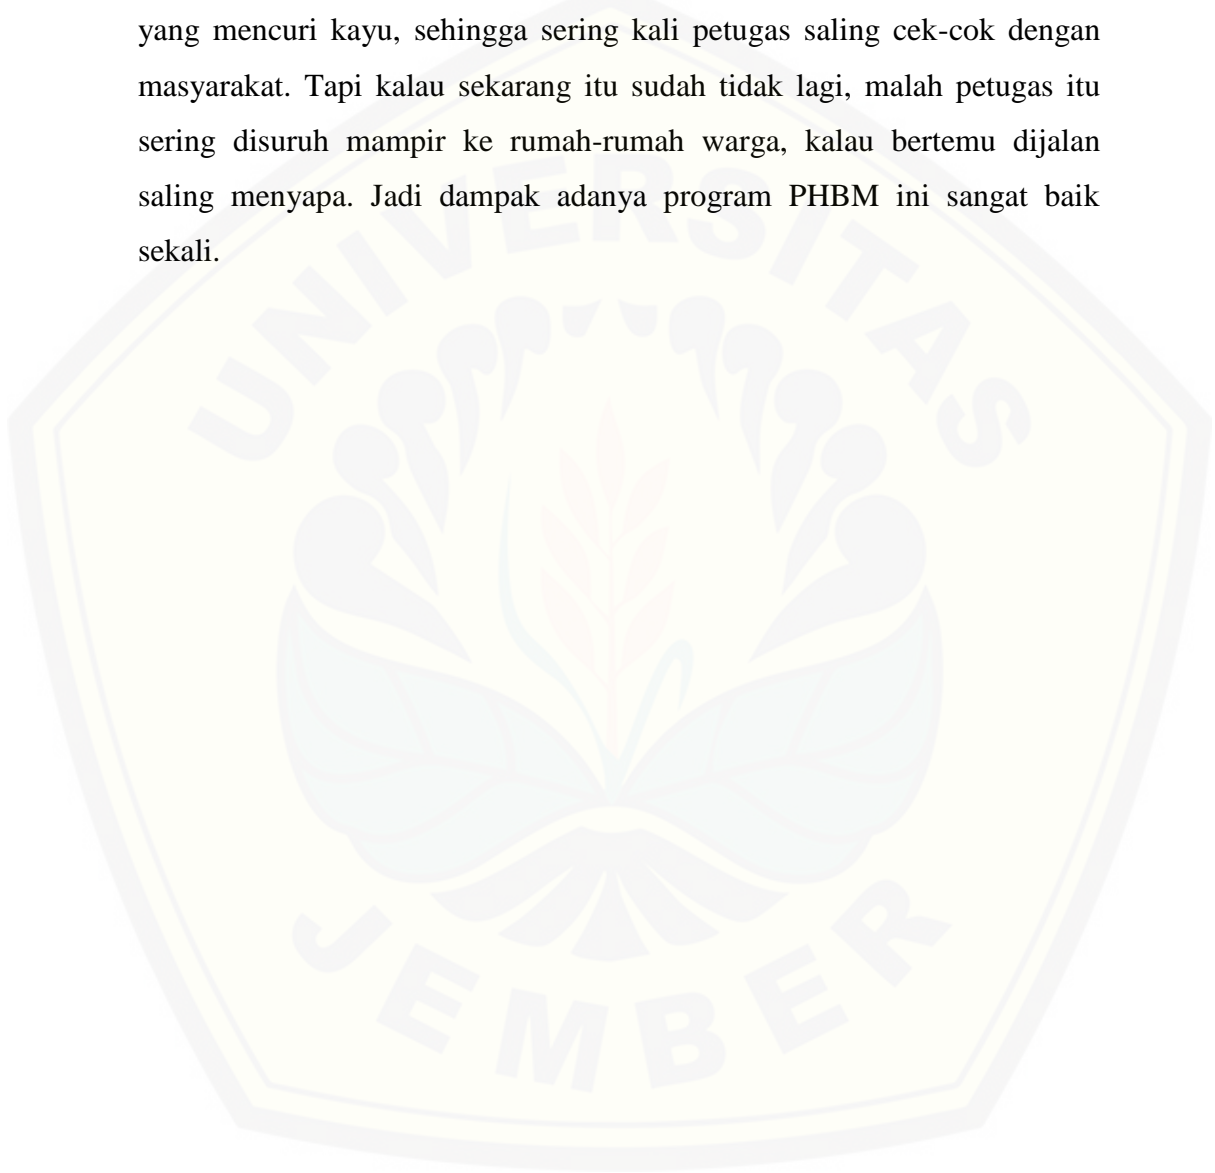 yang mencuri kayu, sehingga sering kali petugas saling cek-cok dengan
masyarakat. Tapi kalau sekarang itu sudah tidak lagi, malah petugas itu
sering disuruh mampir ke rumah-rumah warga, kalau bertemu dijalan
saling menyapa. Jadi dampak adanya program PHBM ini sangat baik
sekali.
UNIVERSITAS
JEMBER